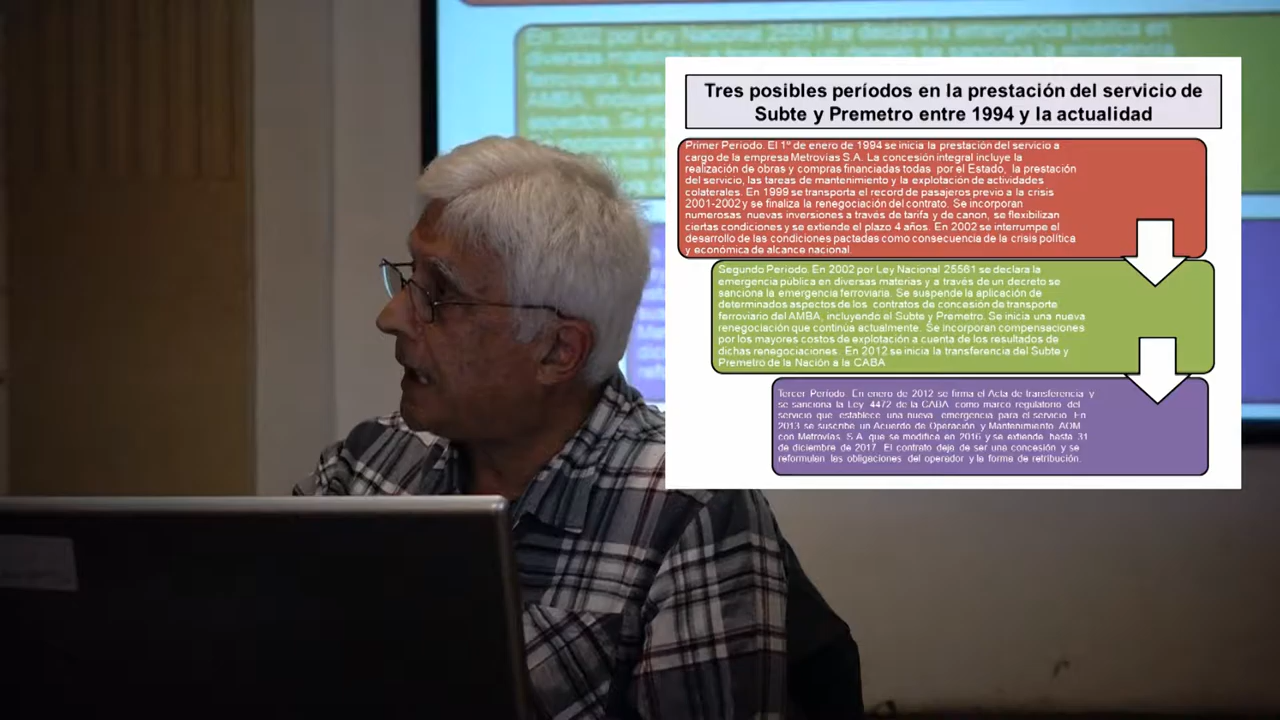 Tres posibles períodos en la prestación del servicio de
Subte y Premetro entre 1994 y la actualidad
Primer Período. El 1º de enero de 1994 se inicia la prestación del servicio a
cargo de la empresa Metrovías S.A. La concesión integral incluye la
realización de obras y compras financiadas todas por el Estado, la prestación
del servicio, las tareas de mantenimiento y la explotación de actividades
colaterales. En 1999 se transporta el record de pasajeros previo a la crisis
2001-2002 y se finaliza la renegociación del contrato. Se incorporan
numerosas nuevas inversiones a través de tarifa y de canon, se flexibilizan
ciertas condiciones y se extiende el plazo 4 años. En 2002 se interrumpe el
desarrollo de las condiciones pactadas como consecuencia de la crisis política
y económica de alcance nacional.
Segundo Período. En 2002 por Ley Nacional 25561 se declara la
emergencia pública en diversas materias y a través de un decreto se
sanciona la emergencia ferroviaria. Se suspende la aplicación de
determinados aspectos de los contratos de concesión de transporte
ferroviario del AMBA, incluyendo el Subte y Premetro. Se inicia una nueva
renegociación que continúa actualmente. Se incorporan compensaciones
por los mayores costos de explotación a cuenta de los resultados de
dichas renegociaciones. En 2012 se inicia la transferencia del Subte y
Premetro de la Nación a la CABA
Tercer Período. En enero de 2012 se firma el Acta de transferencia y
se sanciona la Ley 4472 de la CABA como marco regulatorio del
servicio que establece una nueva emergencia para el servicio. En
2013 se suscribe un Acuerdo de Operación y Mantenimiento AOM
con Metrovías S.A. que se modifica en 2016 y se extiende hasta 31
de diciembre de 2017. El contrato deja de ser una concesión y se
reformulan las obligaciones del operador y la forma de retribución.
En 2002 por Ley Nacional 25561 se declara la emergencia pública en